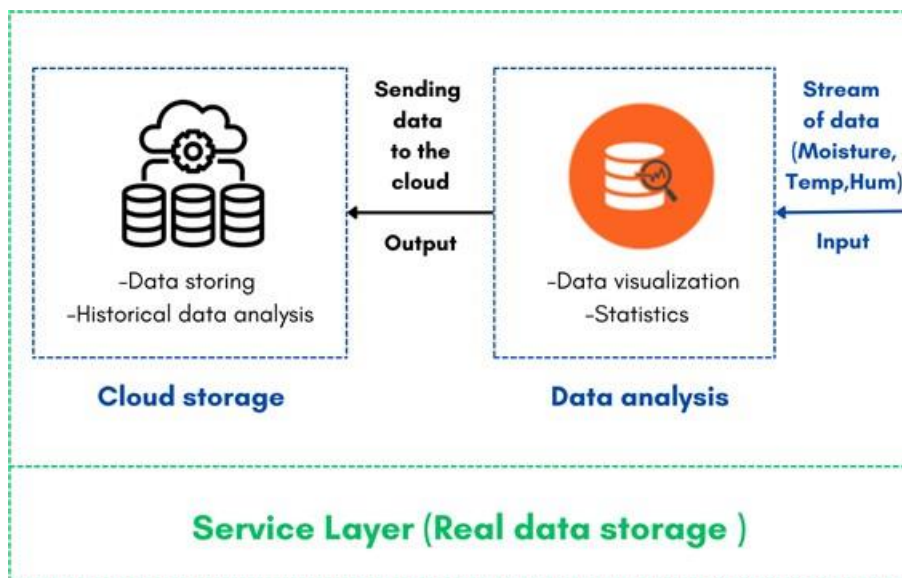 Sending
data
to the
cloud
Output
Stream
of data
(Moisture,
Temp,Hum)
Input
-Data storing
-Historical data analysis
-Data visualization
-Statistics
Cloud storage
Data analysis
Service Layer (Real data storage )